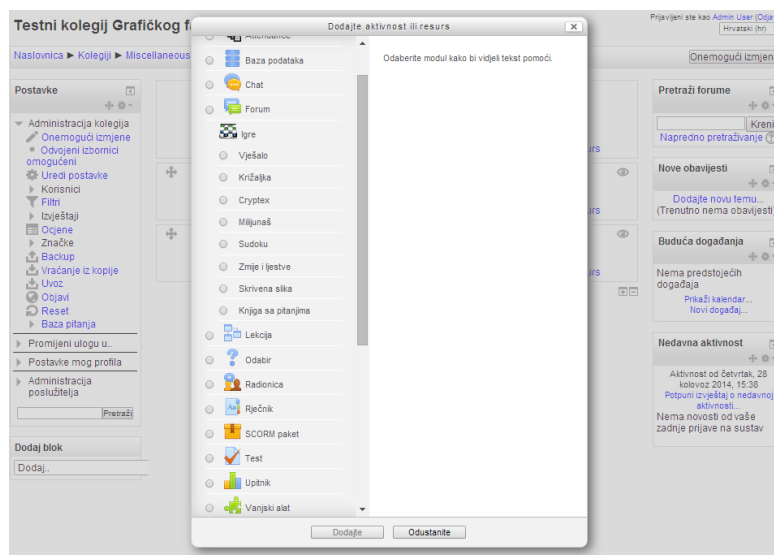 Testni kolegij Grafičkog fa
Prijavljeni ste kao Admin User (Odja
Hrvatski (hr)
Naslovnica ► Kolegiji ► Miscellaneous
Onemogući izmjen
Postavke
Administracija kolegija
Onemogući izmjene
Odvojeni izbornici
omogućeni
Uredi postavke
Korisnici
Filtri
Izvještaji
Ocjene
Značke
Backup
Vraćanje iz kopije
Uvoz
Objavi
Reset
Baza pitanja
Promijeni ulogu u..
Postavke mog profila
Administracija
poslužitelja
Pretraži
Dodaj blok
Dodaj..
Dodajte aktivnost ili resurs
Attendance
Baza podataka
Chat
Forum
Igre
Vješalo
Križaljka
Cryptex
Milijunaš
Sudoku
Zmije i ljestve
Skrivena slika
Knjiga sa pitanjima
Lekcija
Odabir
Radionica
Rječnik
SCORM paket
Test
Upitnik
Vanjski alat
Odaberite modul kako bi vidjeli tekst pomoći.
Dodajte
Odustanite
urs
urs
urs
Pretraži forume
Kreni
Napredno pretraživanje
Nove obavijesti
Dodajte novu temu...
(Trenutno nema obavijesti)
Buduća događanja
Nema predstojećih
događaja
Prikaži kalendar...
Novi događaj...
Nedavna aktivnost
Aktivnost od četvrtak, 28
kolovoz 2014, 15:38
Potpuni izvještaj o nedavnoj
aktivnosti...
Nema novosti od vaše
zadnje prijave na sustav